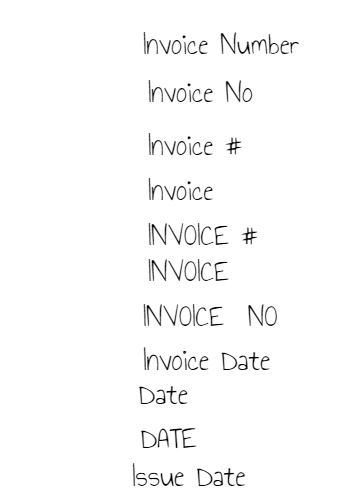 Invoice Number
Invoice No
Invoice #
Invoice
INVOICE #
INVOICE
INVOICE NO
Invoice Date
Date
DATE
Issue Date